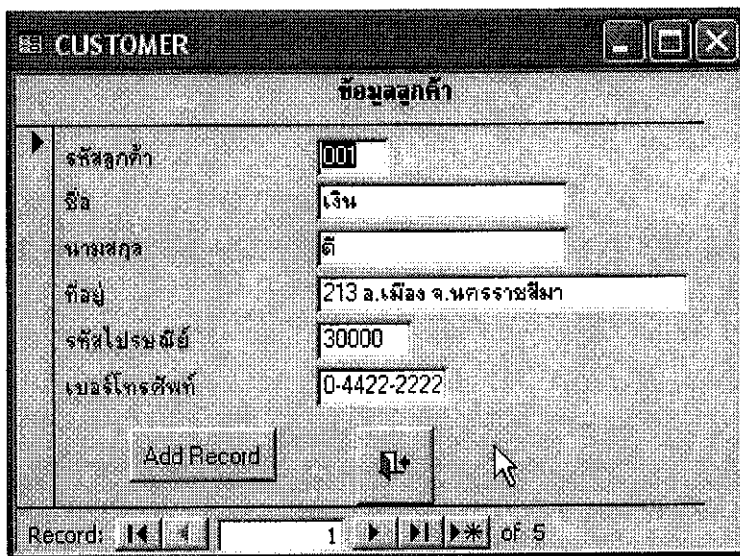 CUSTOMER
ข้อมูลลูกค้า
รหัสลูกค้า 001
ชื่อ เงิน
นามสกุล ดี
ที่อยู่ 213 อ.เมือง จ.นครราชสีมา
รหัสไปรษณีย์ 30000
เบอร์โทรศัพท์ 0-4422-2222
Add Record
Record: 1 of 5